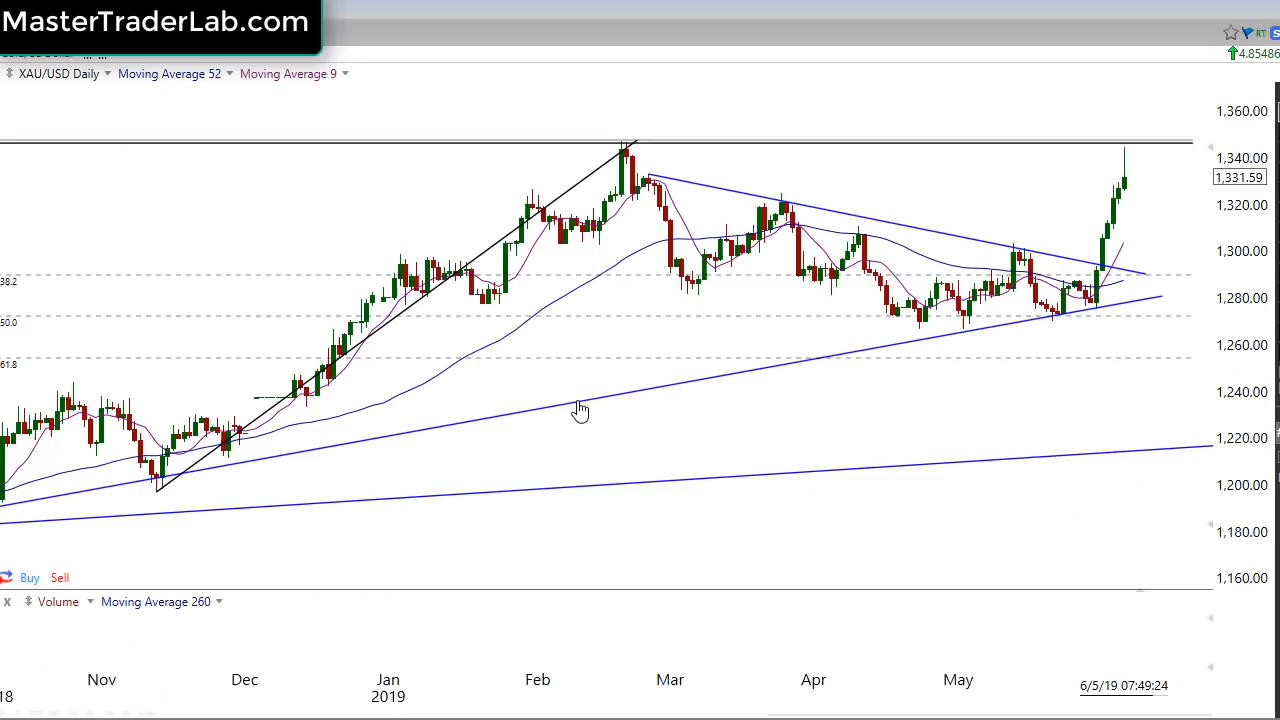 MasterTraderLab.com
RT
4.85486
XAU/USD Daily Moving Average 52 Moving Average 9
1,360.00
1,340.00
1,331.59
1,320.00
1,300.00
1,280.00
1,260.00
1,240.00
1,220.00
1,200.00
1,180.00
1,160.00
38.2
50.0
61.8
Buy Sell
X Volume Moving Average 260
Nov Dec Jan Feb Mar Apr May
18 2019 6/5/19 07:49:24